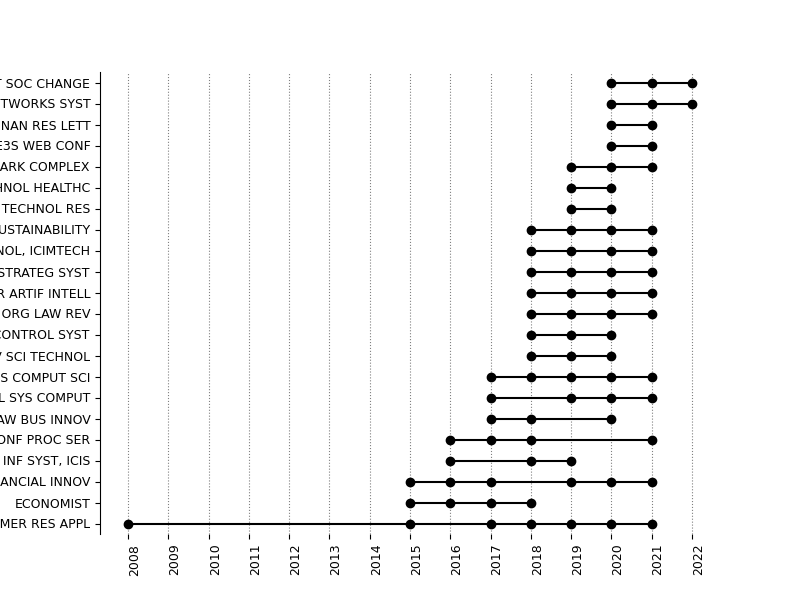 SOC CHANGE
TWORKS SYST
NAN RES LETT
E3S WEB CONF
ARK COMPLEX
HNOL HEALTHC
TECHNOL RES
USTAINABILITY
NOL, ICIMTECH
STRATEG SYST
R ARTIF INTELL
ORG LAW REV
CONTROL SYST
SCI TECHNOL
S COMPUT SCI
L SYS COMPUT
AW BUS INNOV
ONF PROC SER
INF SYST, ICIS
ANCIAL INNOV
ECONOMIST
MER RES APPL
2008 2009 2010 2011 2012 2013 2014 2015 2016 2017 2018 2019 2020 2021 2022